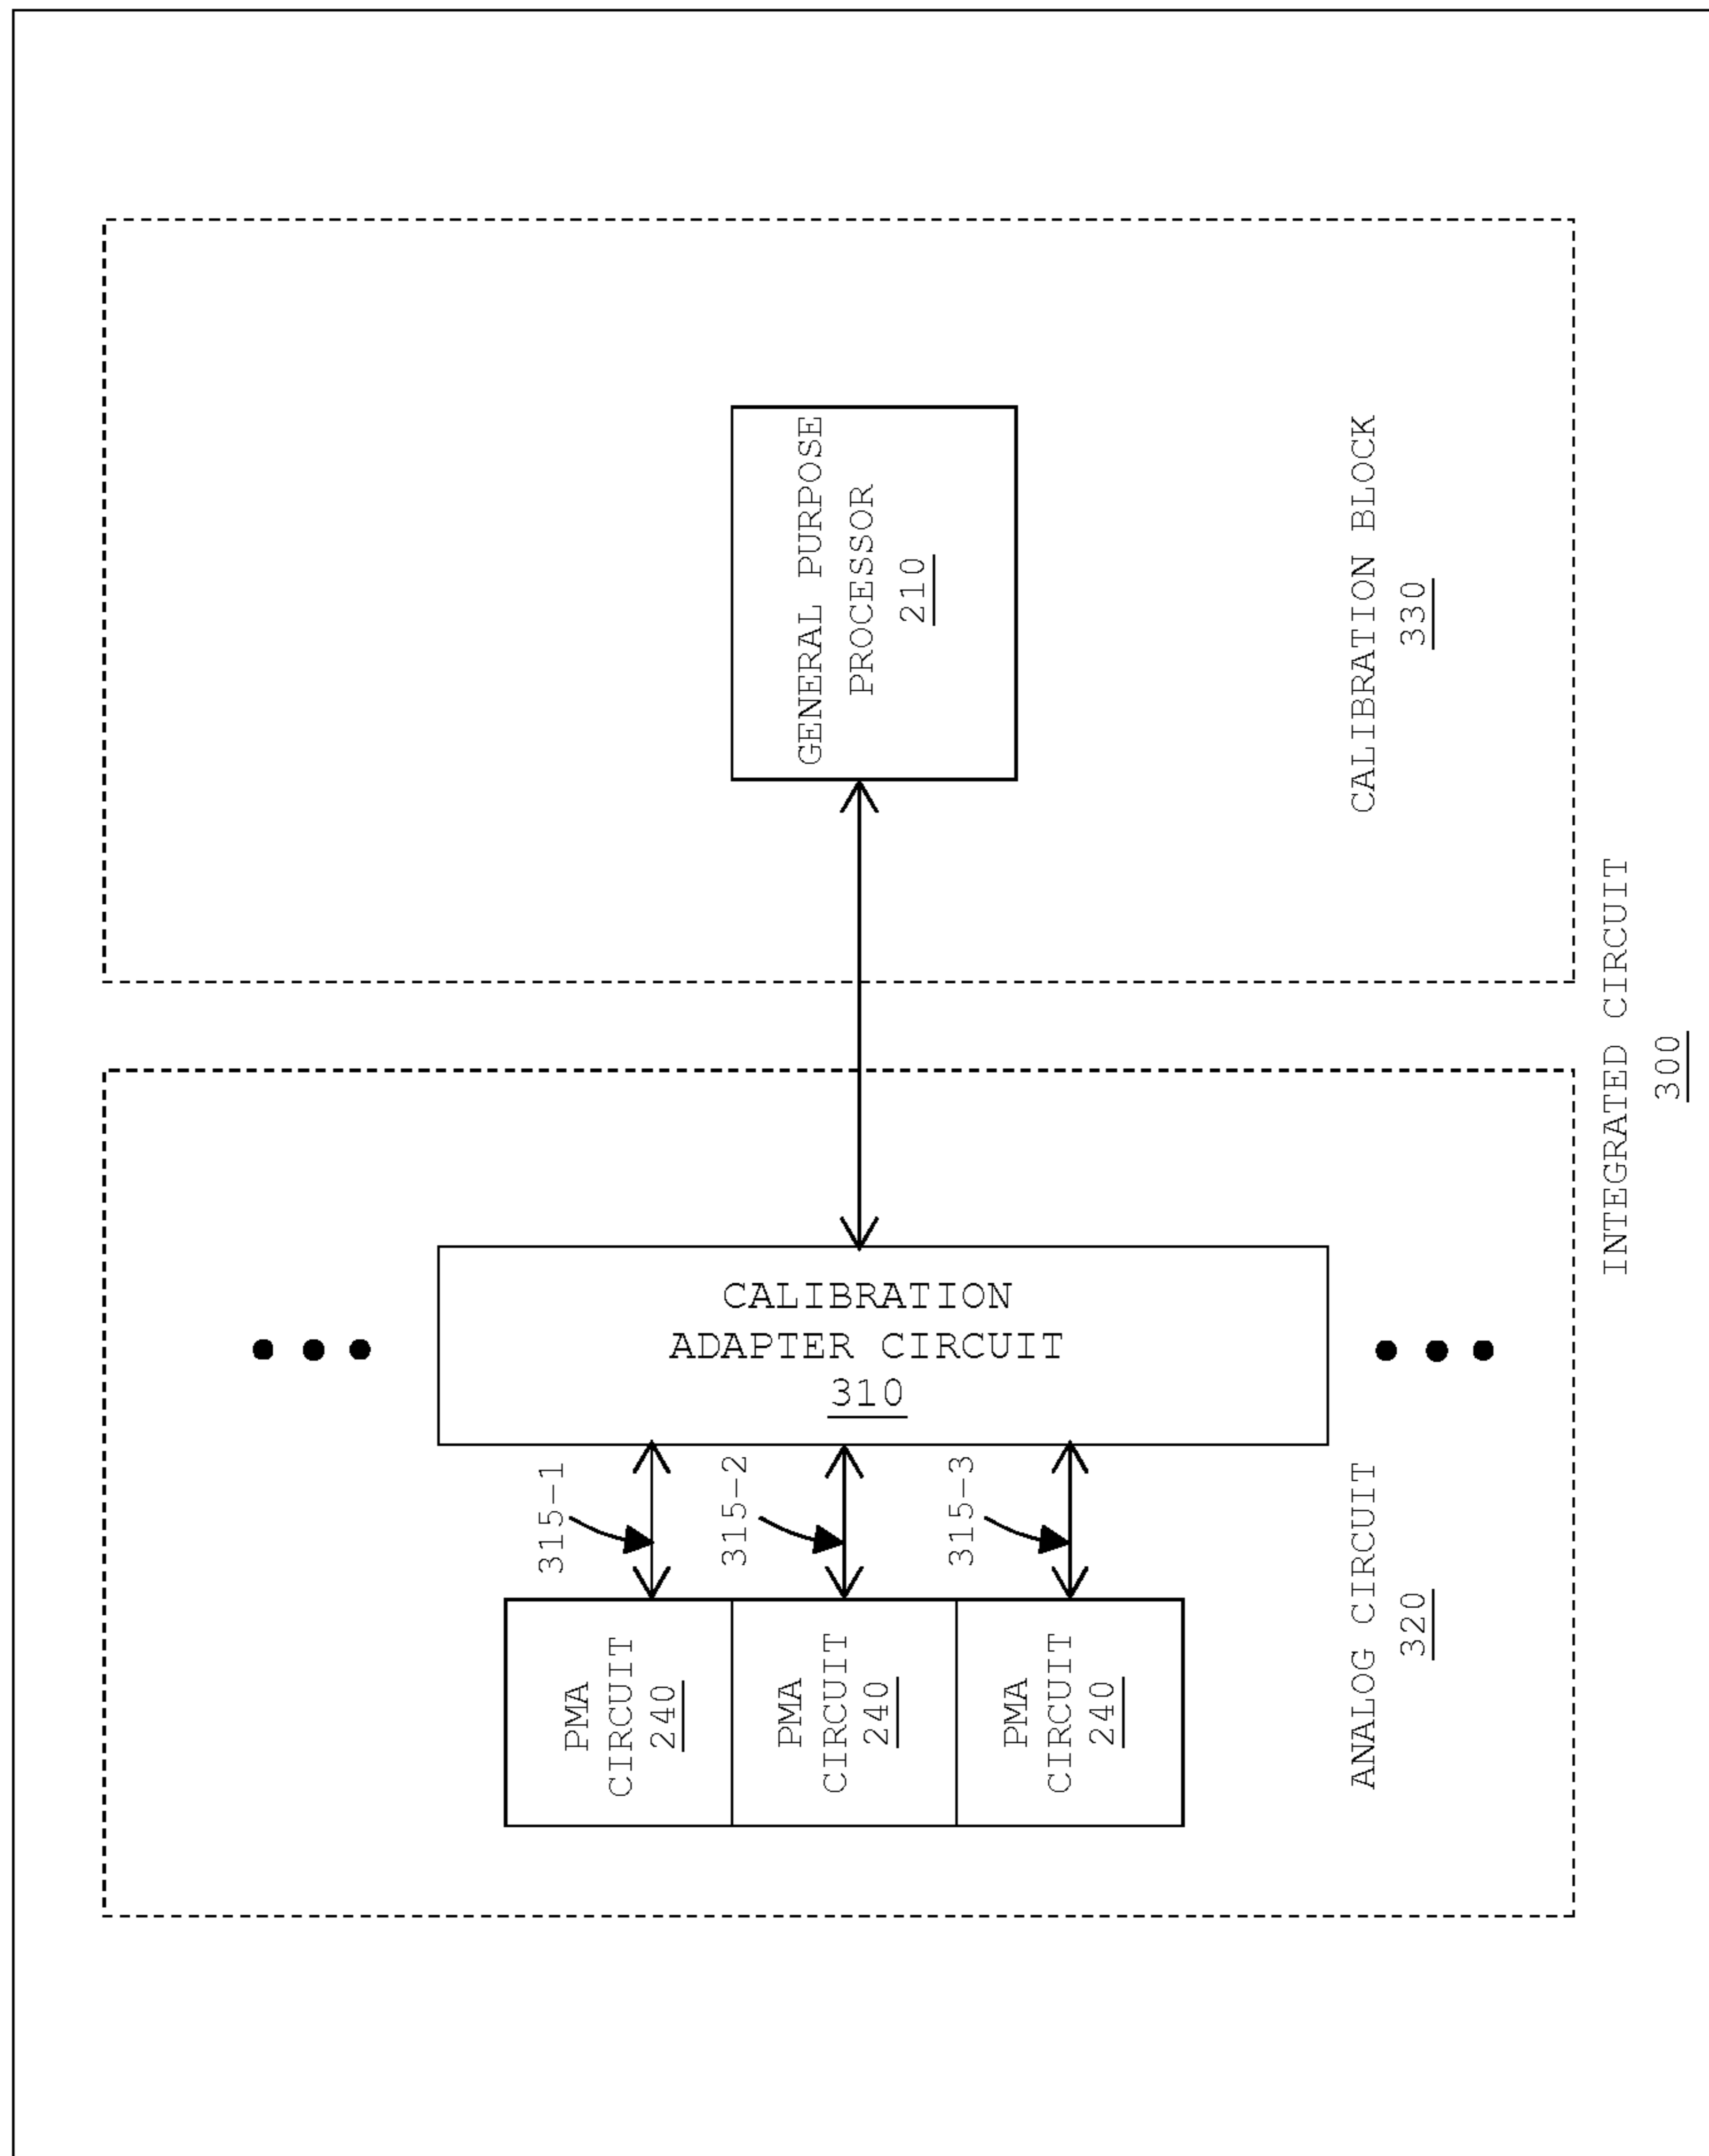 GENERAL PURPOSE
PROCESSOR
210
CALIBRATION BLOCK
330
CALIBRATION
ADAPTER CIRCUIT
310
315-1
315-2
315-3
PMA
CIRCUIT
240
PMA
CIRCUIT
240
PMA
CIRCUIT
240
ANALOG CIRCUIT
320
INTEGRATED CIRCUIT
300